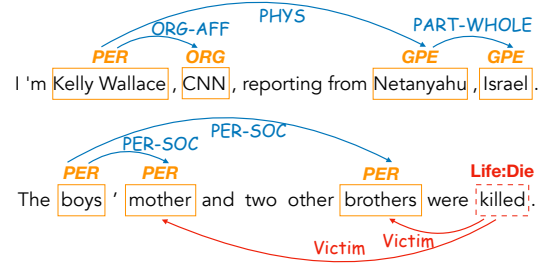 PHYS
ORG-AFF PART-WHOLE
PER ORG GPE GPE
I 'm Kelly Wallace , CNN , reporting from Netanyahu , Israel .
PER-SOC
PER-SOC
PER PER PER Life:Die
The boys ' mother and two other brothers were killed .
Victim Victim